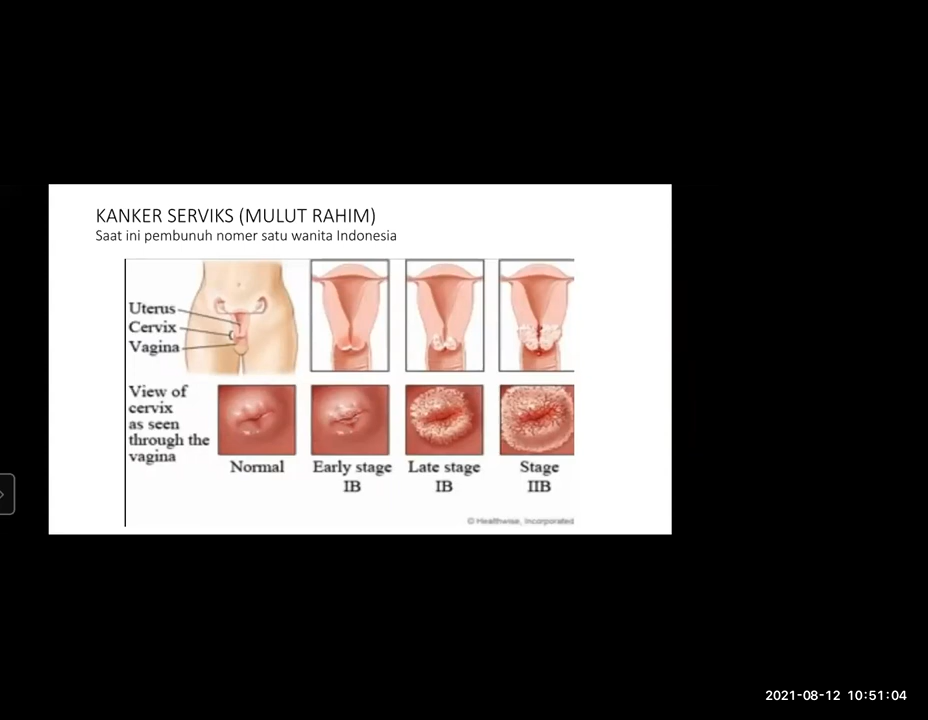 KANKER SERVIKS (MULUT RAHIM)
Saat ini pembunuh nomer satu wanita Indonesia
Uterus
Cervix
Vagina
View of
cervix
as seen
through the
vagina
Normal
Early stage
IB
Late stage
IB
Stage
IIB
© Healthwise, Incorporated
2021-08-12 10:51:04